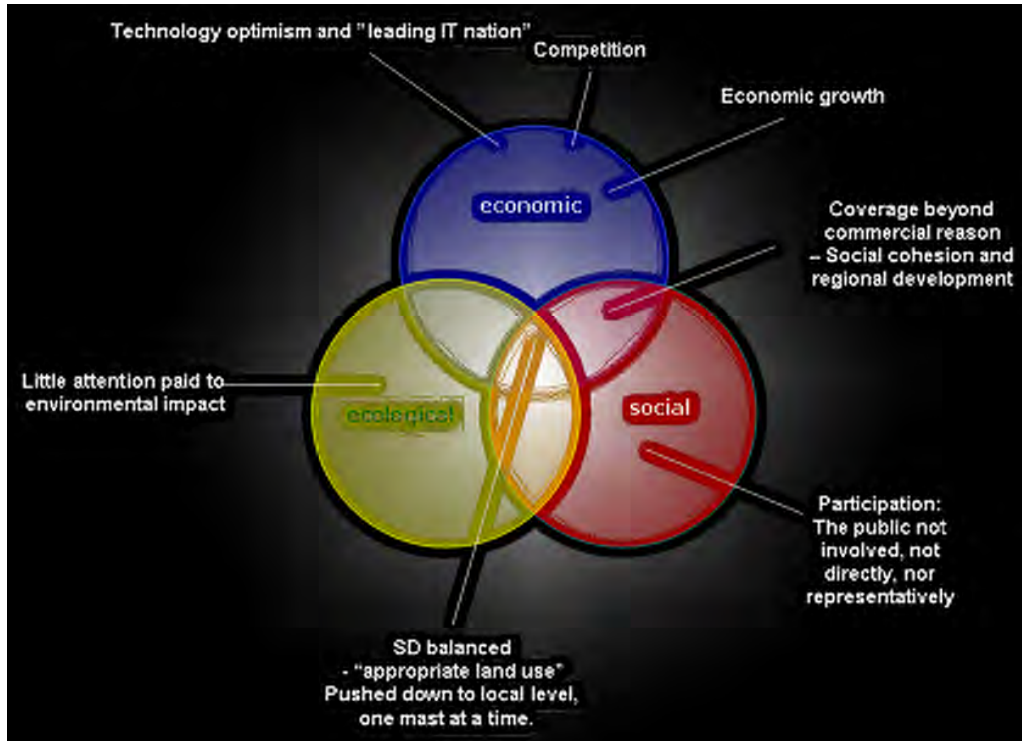 Technology optimism and "leading IT nation"
Competition
Economic growth
economic
Coverage beyond
commercial reason
– Social cohesion and
regional development
Little attention paid to
environmental impact
ecological
social
Participation:
The public not
involved, not
directly, nor
representatively
SD balanced
- "appropriate land use"
Pushed down to local level,
one mast at a time.